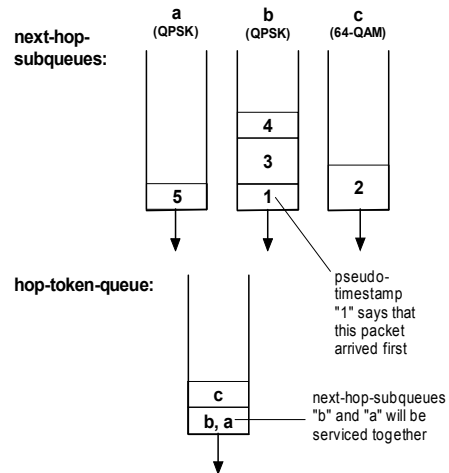 a b c
(QPSK) (QPSK) (64-QAM)
next-hop-
subqueues:
4
3
5 1 2
hop-token-queue:
pseudo-
timestamp
"1" says that
this packet
arrived first
c
b, a
next-hop-subqueues
"b" and "a" will be
serviced together